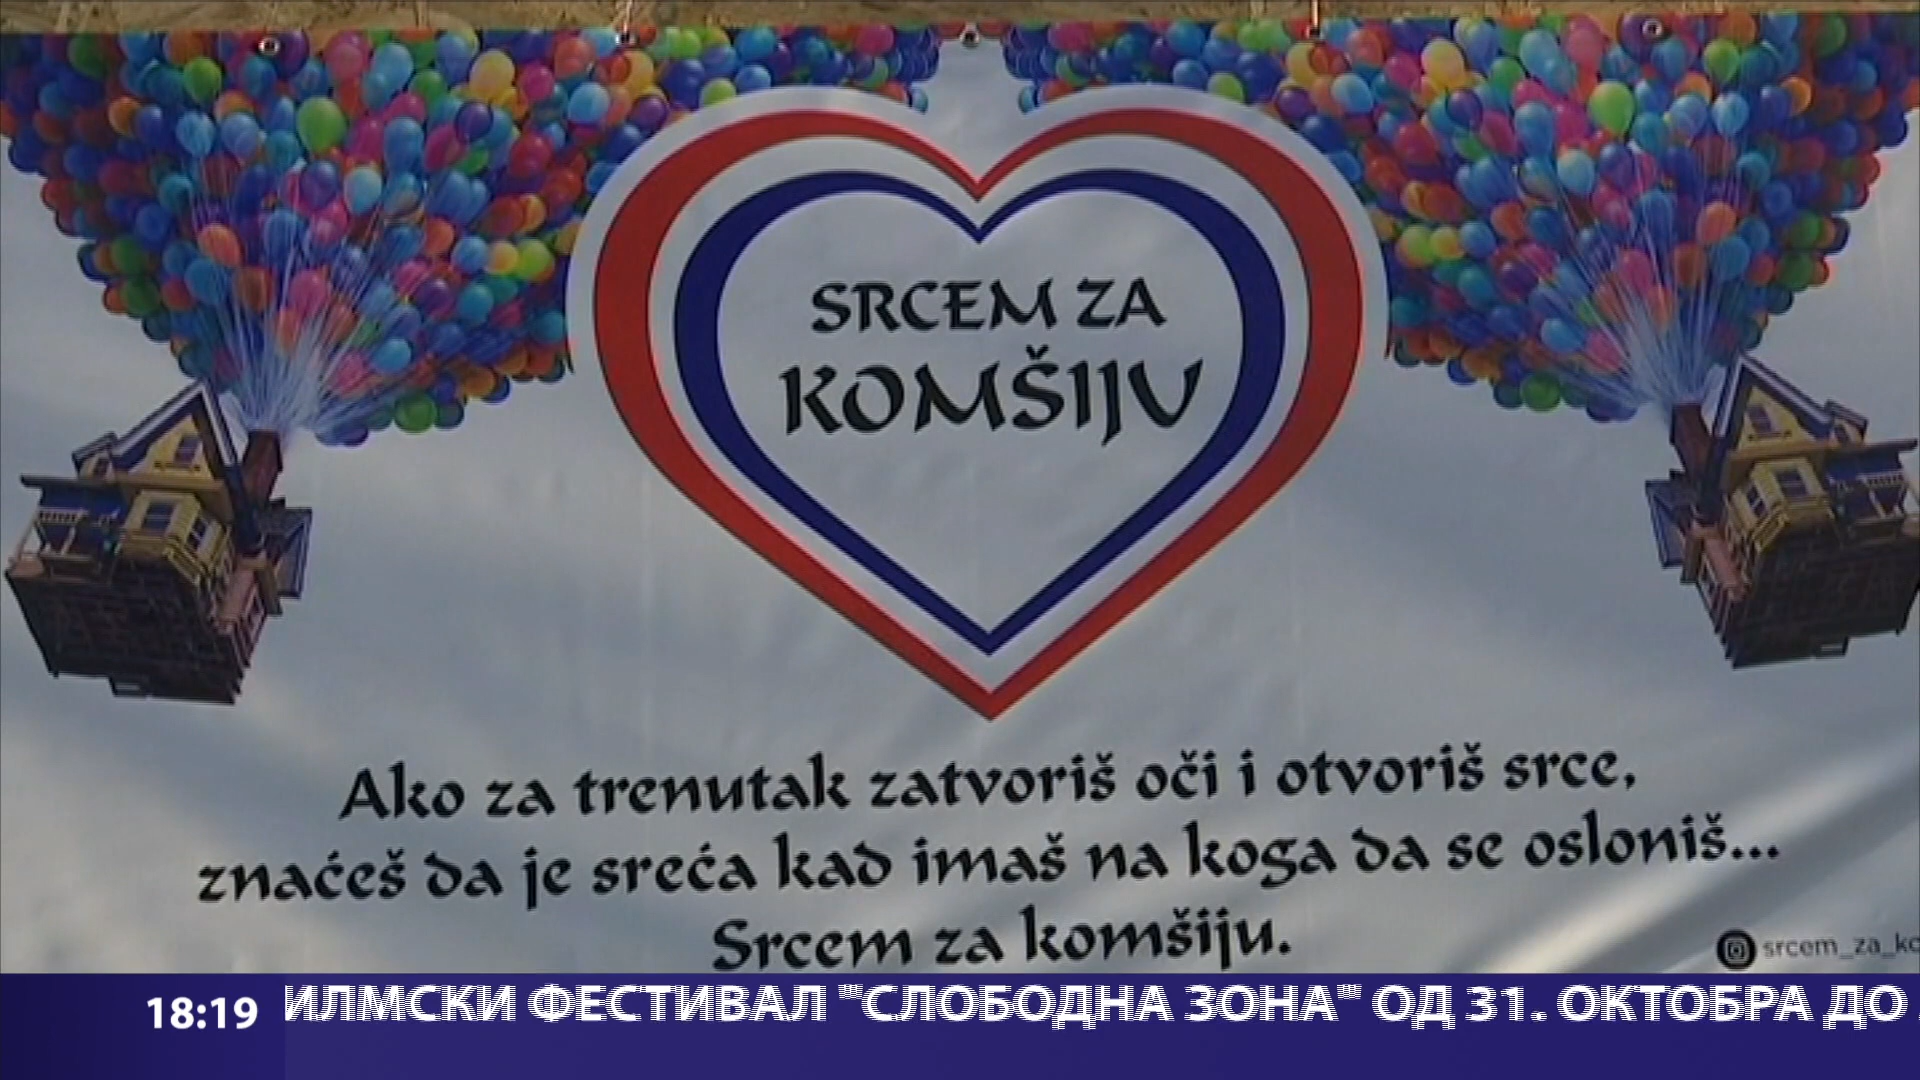 SRCEM ZA
KOMŠIJU
Ako za trenutak zatvoriš oči i otvoriš srce,
znaćeš da je sreća kad imaš na koga da se osloniš...
Srcem za komšiju.
srcem_za_ko
18:19
ИЛМСКИ ФЕСТИВАЛ "СЛОБОДНА ЗОНА" ОД 31. ОКТОБРА ДО